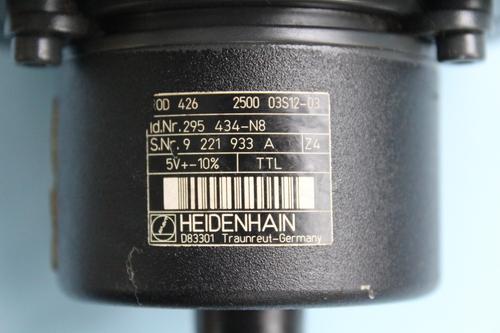 ROD 426 2500 03S12-03
Id.Nr.295 434-N8
S.Nr.9 221 933 A Z4
5V+-10% TTL
HEIDENHAIN
D83301 Traunreut-Germany